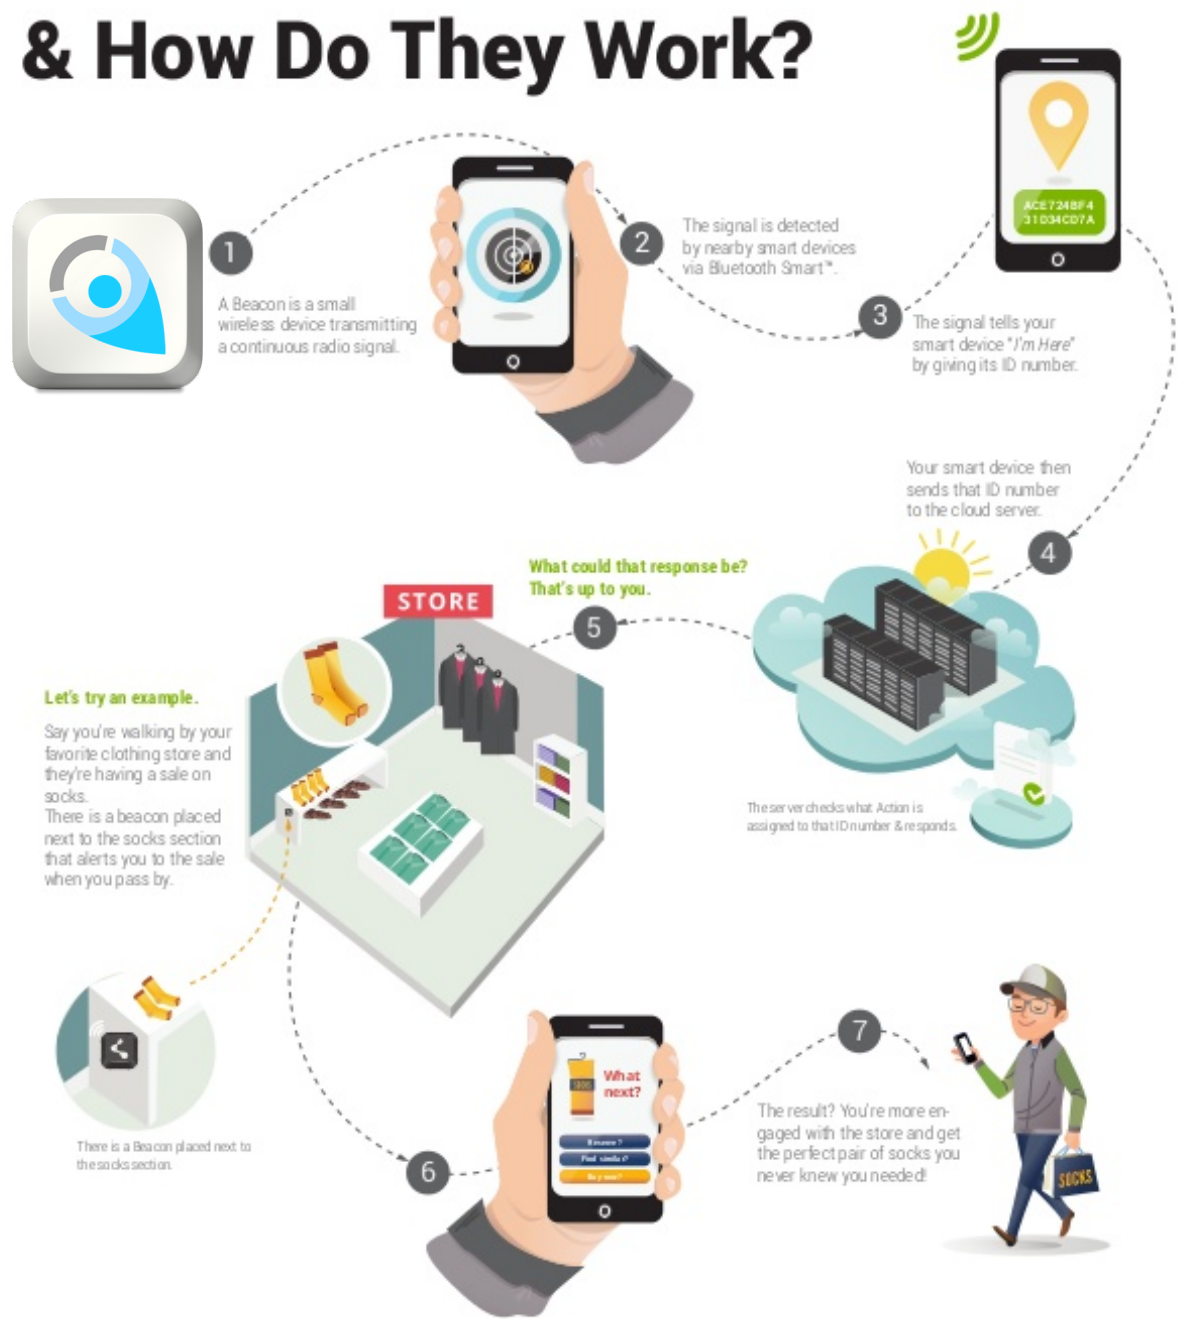 & How Do They Work?
ACE724BF4
31034CD7A
1
A Beacon is a small
wireless device transmitting
a continuous radio signal.
2
The signal is detected
by nearby smart devices
via Bluetooth Smart™.
3
The signal tells your
smart device "I'm Here"
by giving its ID number.
Your smart device then
sends that ID number
to the cloud server.
4
The server checks what Action is
assigned to that ID number & responds.
What could that response be?
That's up to you.
5
STORE
Let's try an example.
Say you're walking by your
favorite clothing store and
they're having a sale on
socks.
There is a beacon placed
next to the socks section
that alerts you to the sale
when you pass by.
There is a Beacon placed next to
the socks section.
6
SOCKS
What
next?
Find similar?
Buy now?
7
The result? You're more en-
gaged with the store and get
the perfect pair of socks you
never knew you needed!
SOCKS